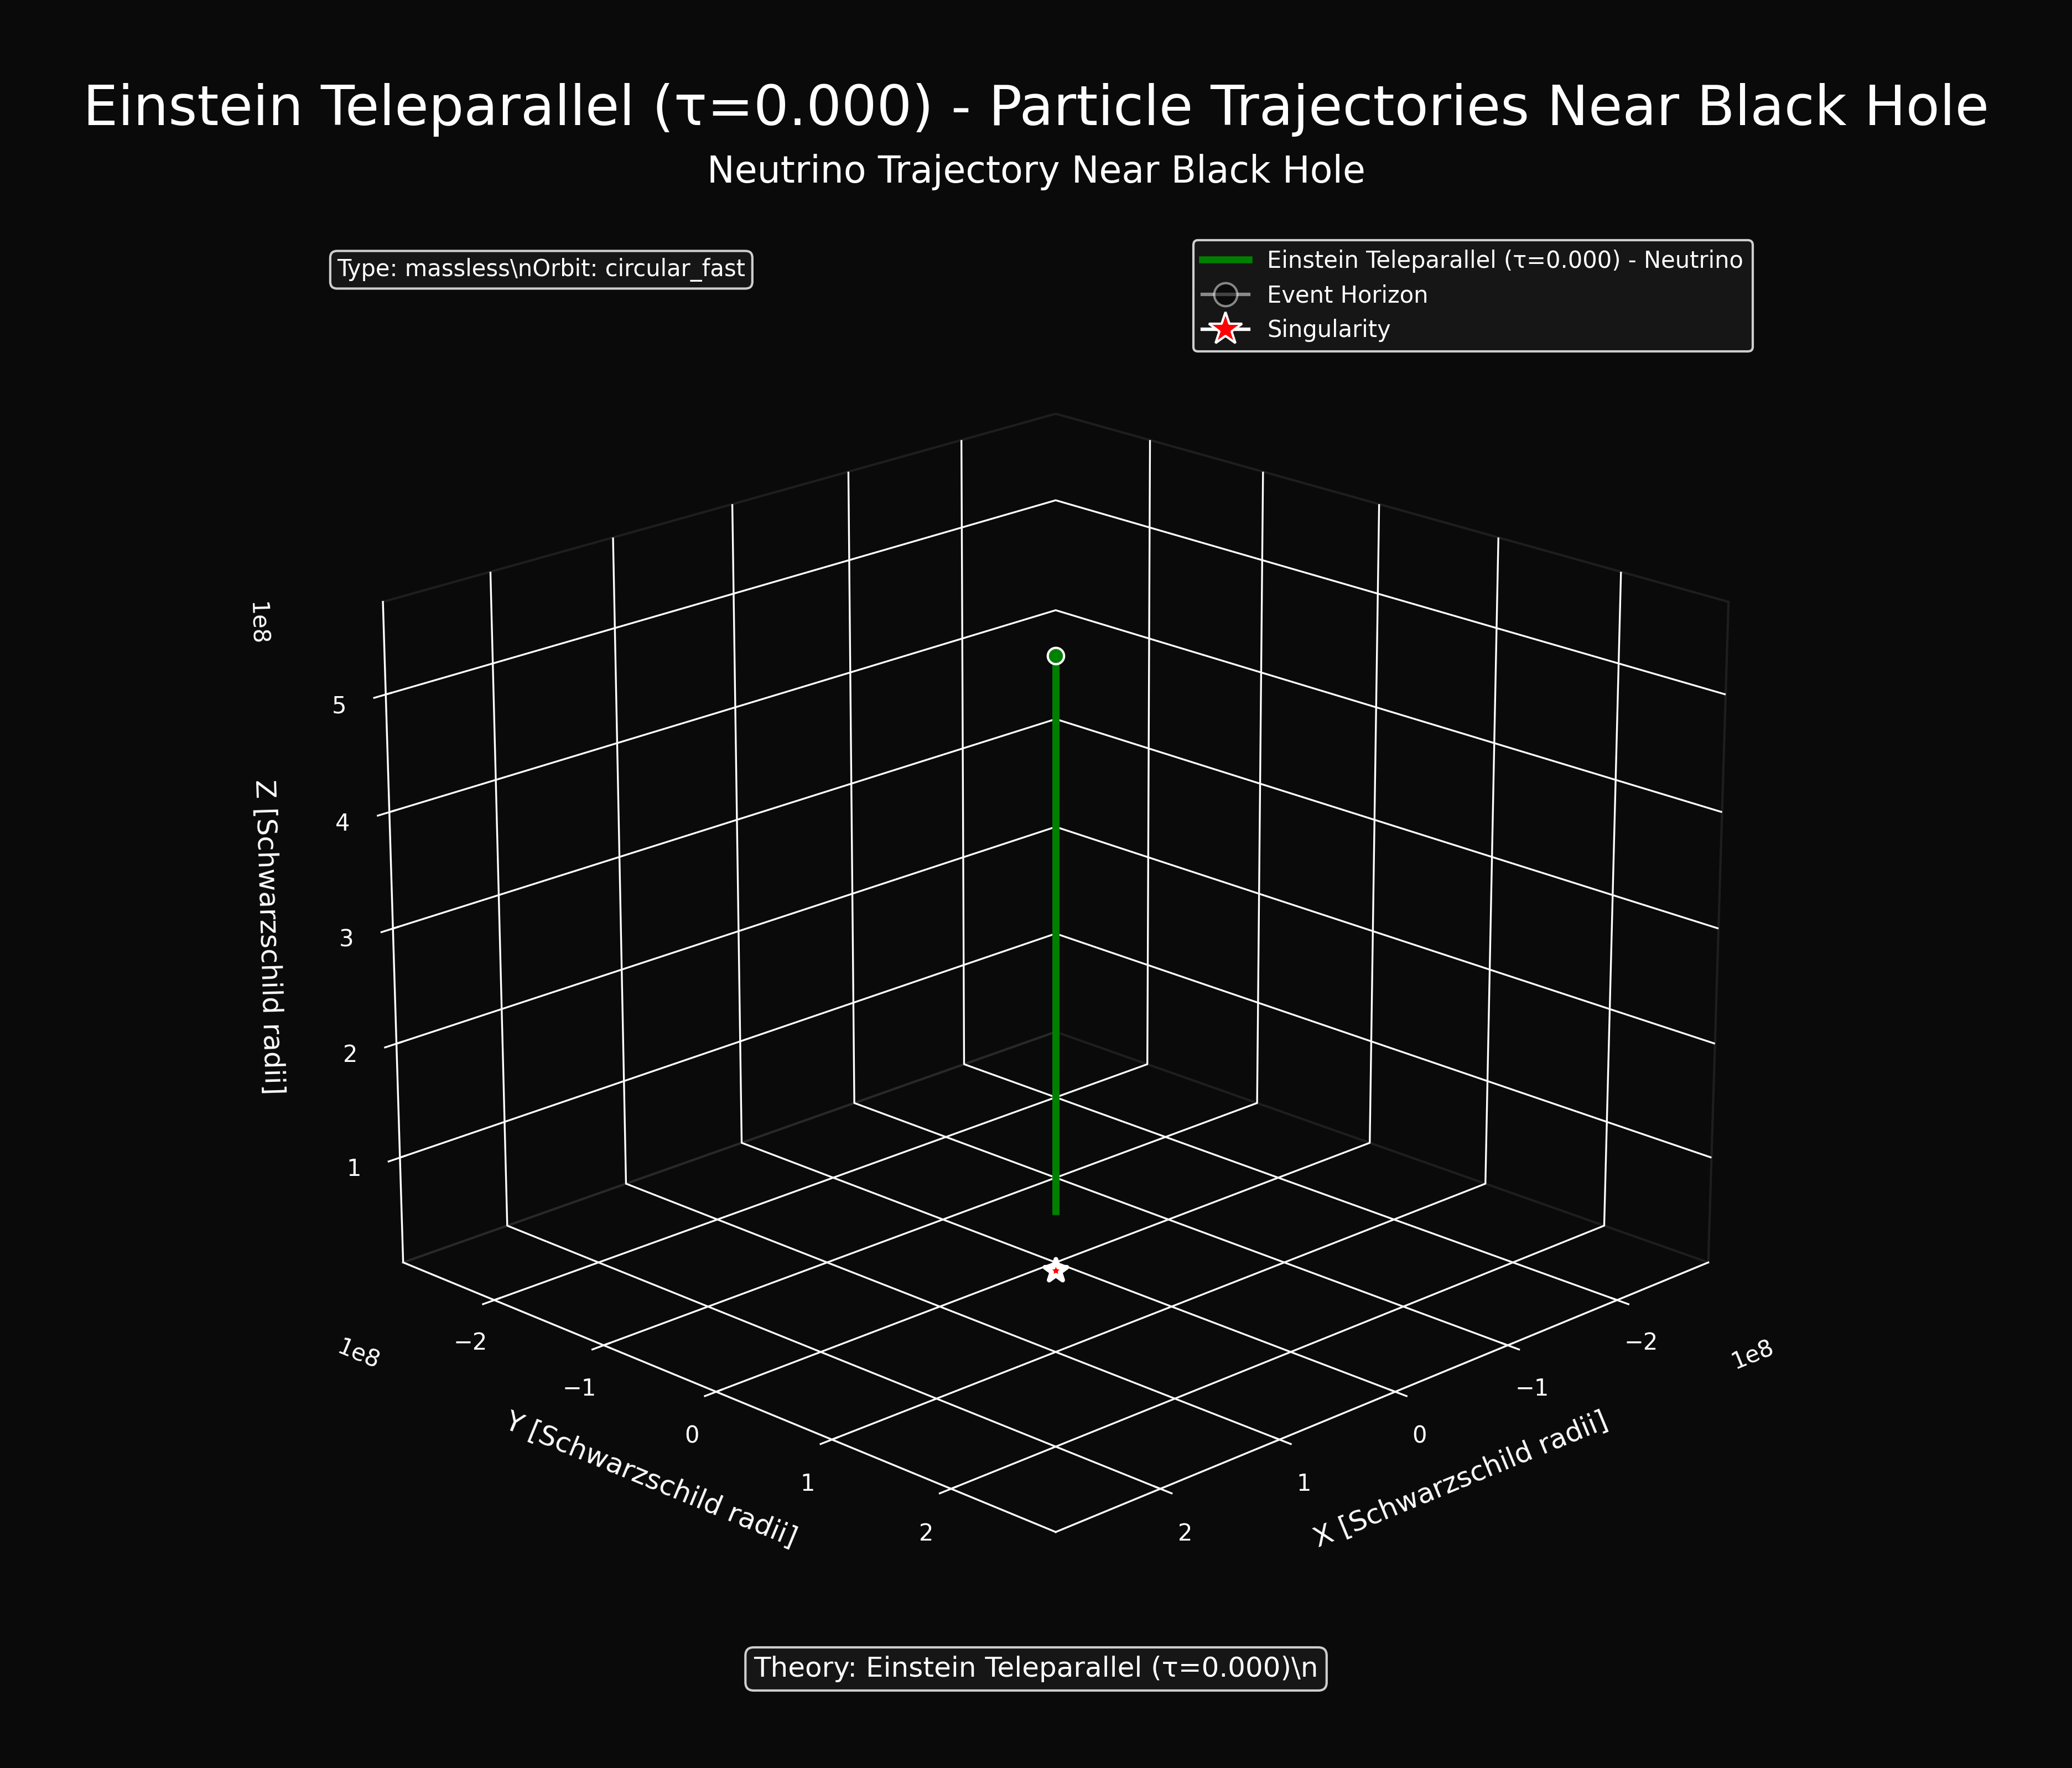 Einstein Teleparallel (τ=0.000) - Particle Trajectories Near Black Hole
Neutrino Trajectory Near Black Hole
Type: massless\nOrbit: circular_fast
Einstein Teleparallel (τ=0.000) - Neutrino
Event Horizon
Singularity
1e8
5
4
3
2
1
Z [Schwarzschild radii]
1e8
−2
−1
0
1
2
Y [Schwarzschild radii]
1e8
−2
−1
0
1
2
X [Schwarzschild radii]
Theory: Einstein Teleparallel (τ=0.000)\n